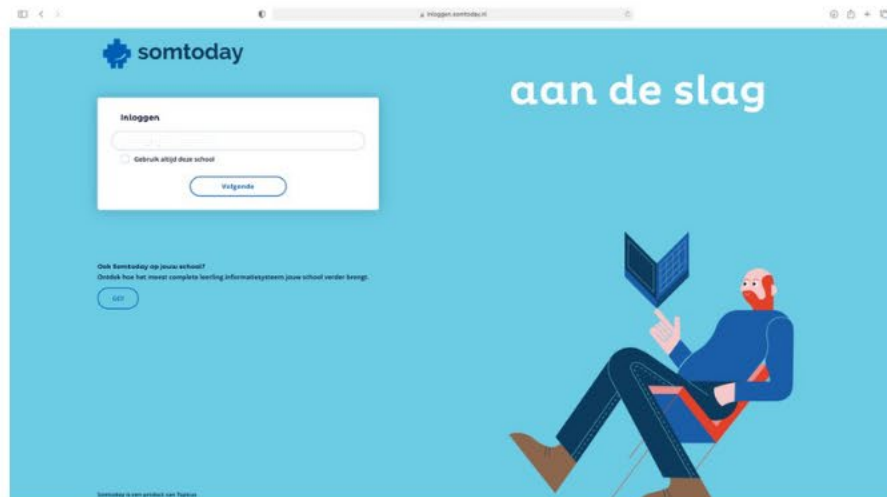 inloggen.somtoday.nl
somtoday
aan de slag
Inloggen
Gebruik altijd deze school
Volgende
Ook Somtoday op jouw school?
Ontdek hoe het meest complete leerling informatiesysteem jouw school verder brengt.
GO!
Somtoday is een product van Topicus